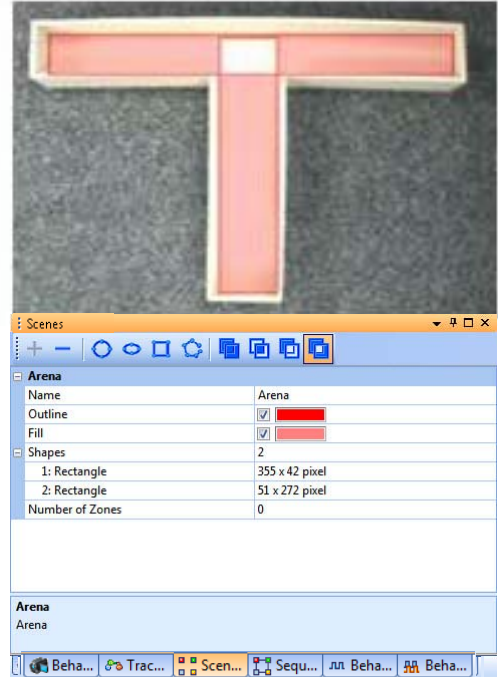 Scenes
Arena
Name Arena
Outline
Fill
Shapes 2
1: Rectangle 355 x 42 pixel
2: Rectangle 51 x 272 pixel
Number of Zones 0
Arena
Arena
Beha... Trac... Scen... Sequ... Beha... Beha...